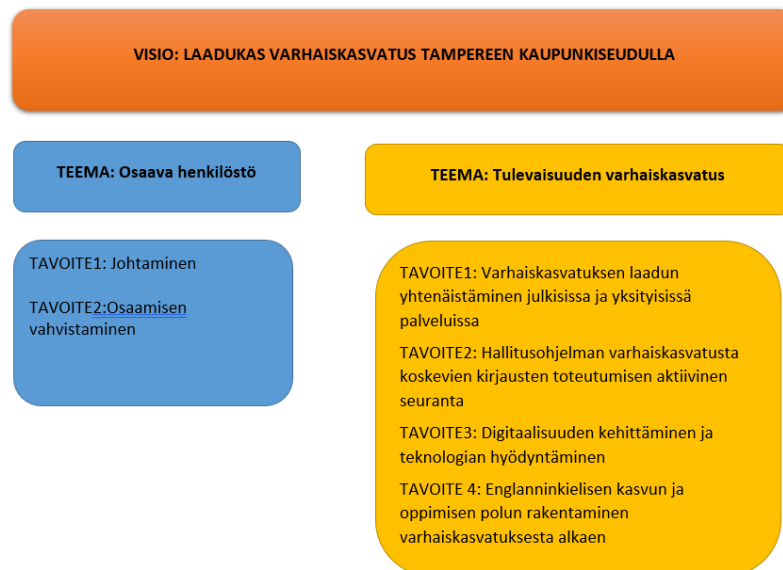 VISIO: LAADUKAS VARHAISKASVATUS TAMPEREEN KAUPUNKISEUDULLA
TEEMA: Osaava henkilöstö
TAVOITE1: Johtaminen
TAVOITE2:Osaamisen
vahvistaminen
TEEMA: Tulevaisuuden varhaiskasvatus
TAVOITE1: Varhaiskasvatuksen laadun
yhtenäistäminen julkisissa ja yksityisissä
palveluissa
TAVOITE2: Hallitusohjelman varhaiskasvatusta
koskevien kirjausten toteutumisen aktiivinen
seuranta
TAVOITE3: Digitaalisuuden kehittäminen ja
teknologian hyödyntäminen
TAVOITE 4: Englanninkielisen kasvun ja
oppimisen polun rakentaminen
varhaiskasvatuksesta alkaen